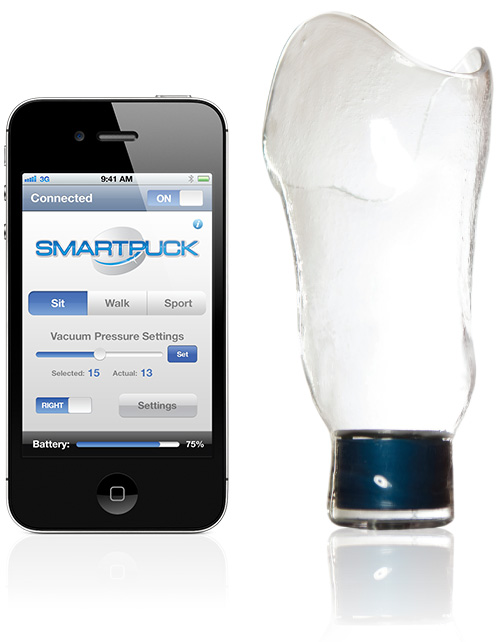 3G 9:41 AM
Connected ON
i
SMARTPUCK
Sit Walk Sport
Vacuum Pressure Settings
Set
Selected: 15 Actual: 13
RIGHT Settings
Battery: 75%